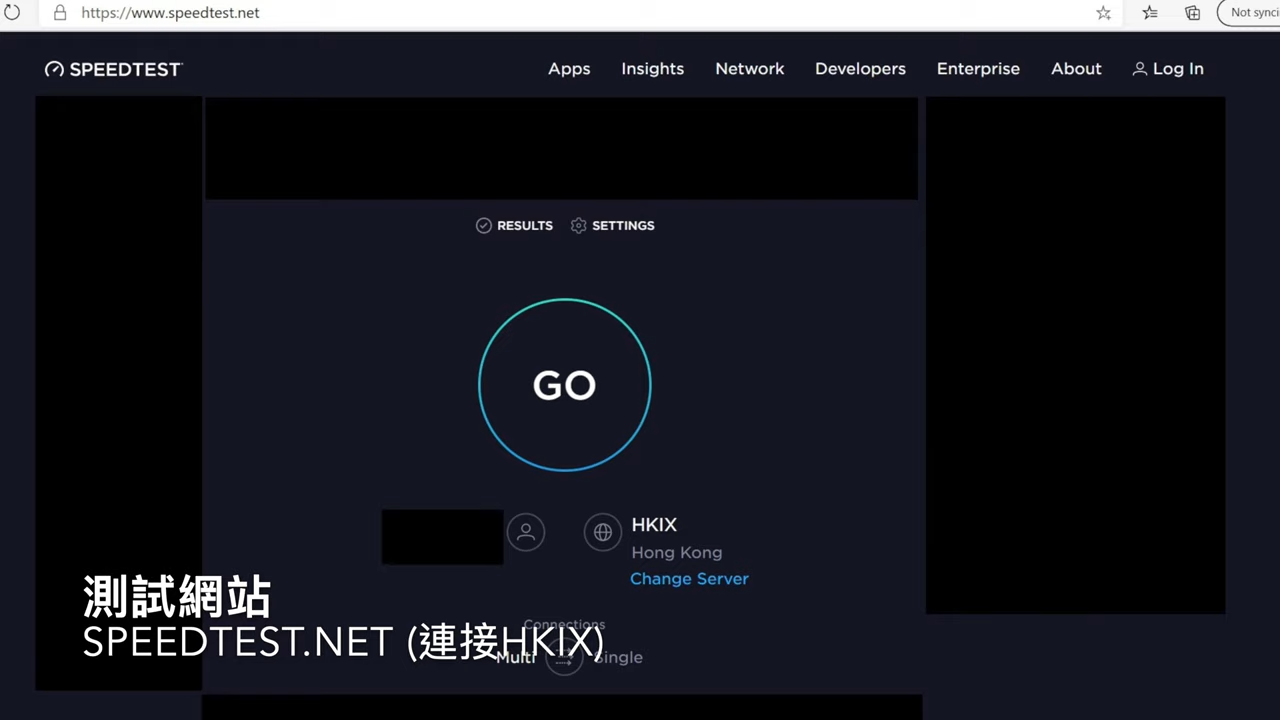 https://www.speedtest.net
Not synci
SPEEDTEST
Apps Insights Network Developers Enterprise About Log In
RESULTS SETTINGS
GO
HKIX
Hong Kong
Change Server
測試網站
Connections
SPEEDTEST.NET (連接HKIX)
Multi Single